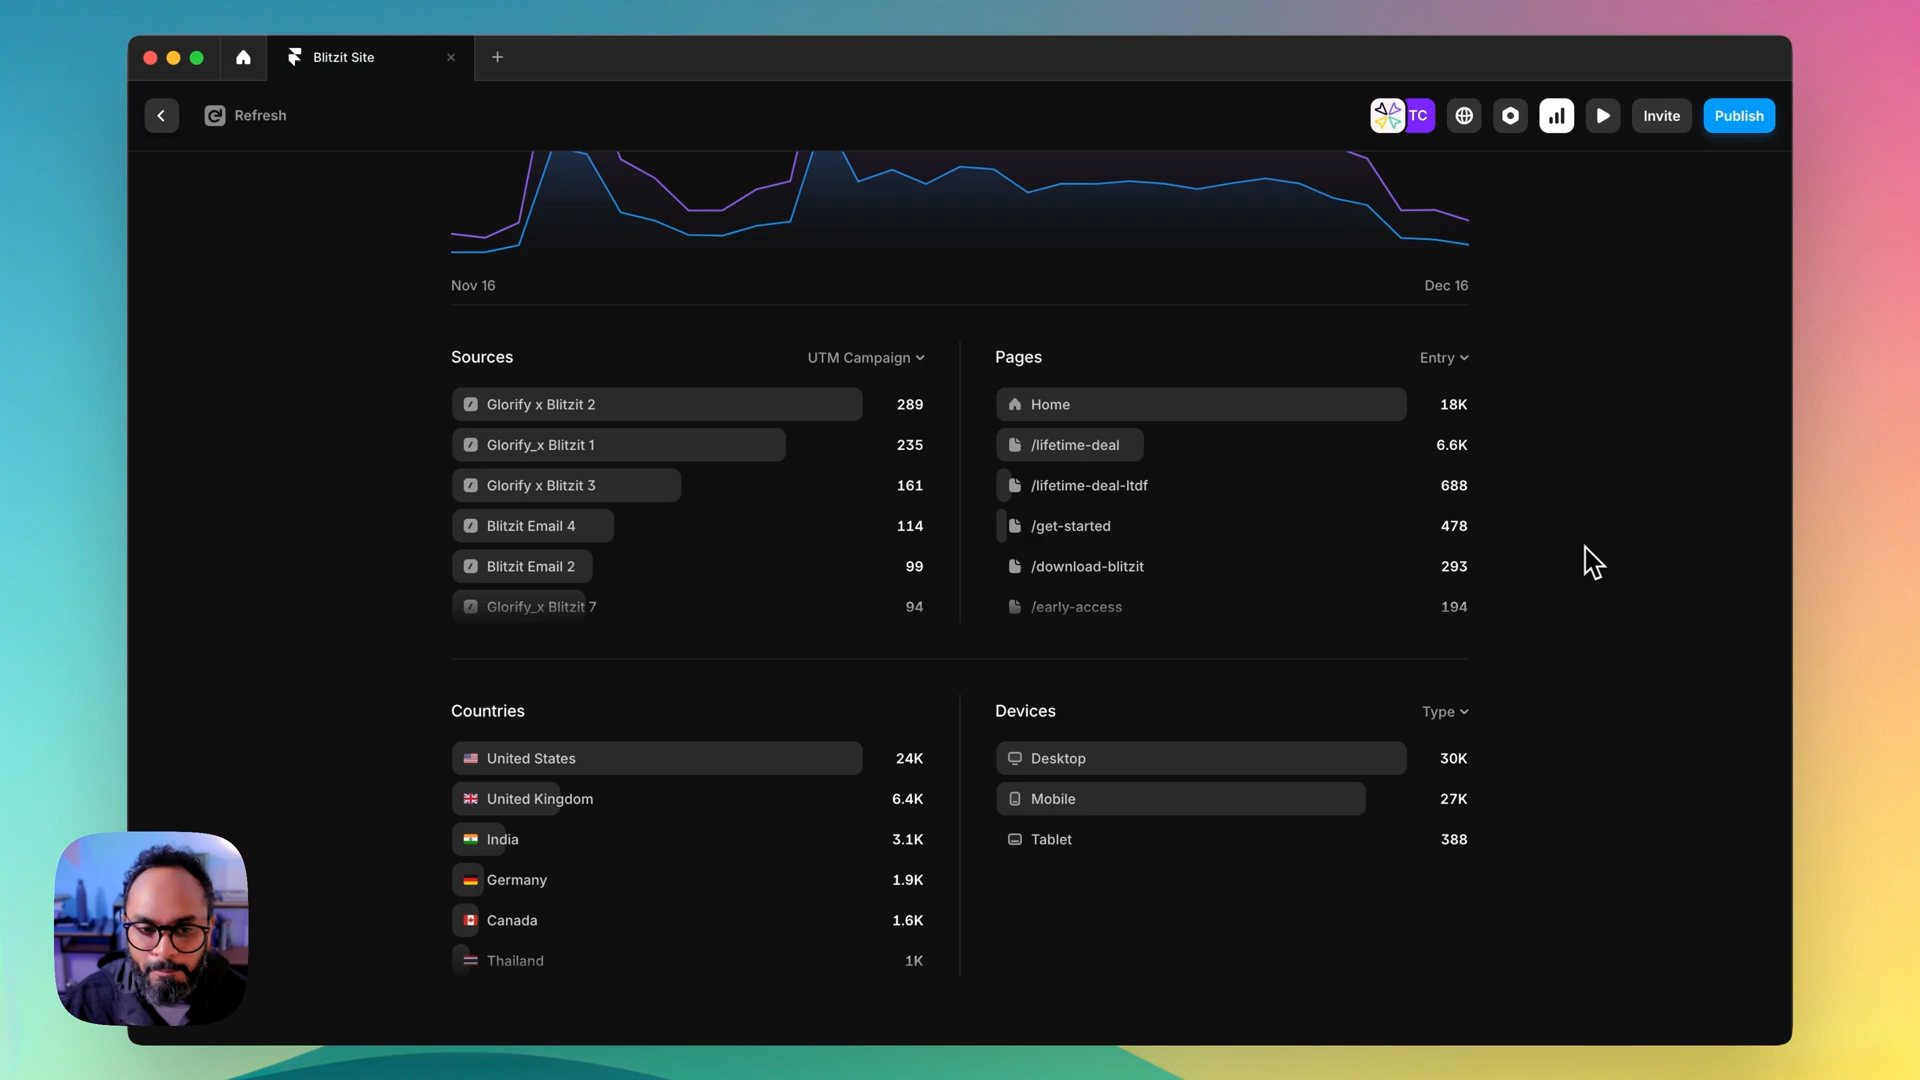 Blitzit Site
Refresh
TC
Invite
Publish
Nov 16
Dec 16
Sources
UTM Campaign
Glorify x Blitzit 2
289
Glorify_x Blitzit 1
235
Glorify x Blitzit 3
161
Blitzit Email 4
114
Blitzit Email 2
99
Glorify_x Blitzit 7
94
Pages
Entry
Home
18K
/lifetime-deal
6.6K
/lifetime-deal-ltdf
688
/get-started
478
/download-blitzit
293
/early-access
194
Countries
United States
24K
United Kingdom
6.4K
India
3.1K
Germany
1.9K
Canada
1.6K
Thailand
1K
Devices
Type
Desktop
30K
Mobile
27K
Tablet
388